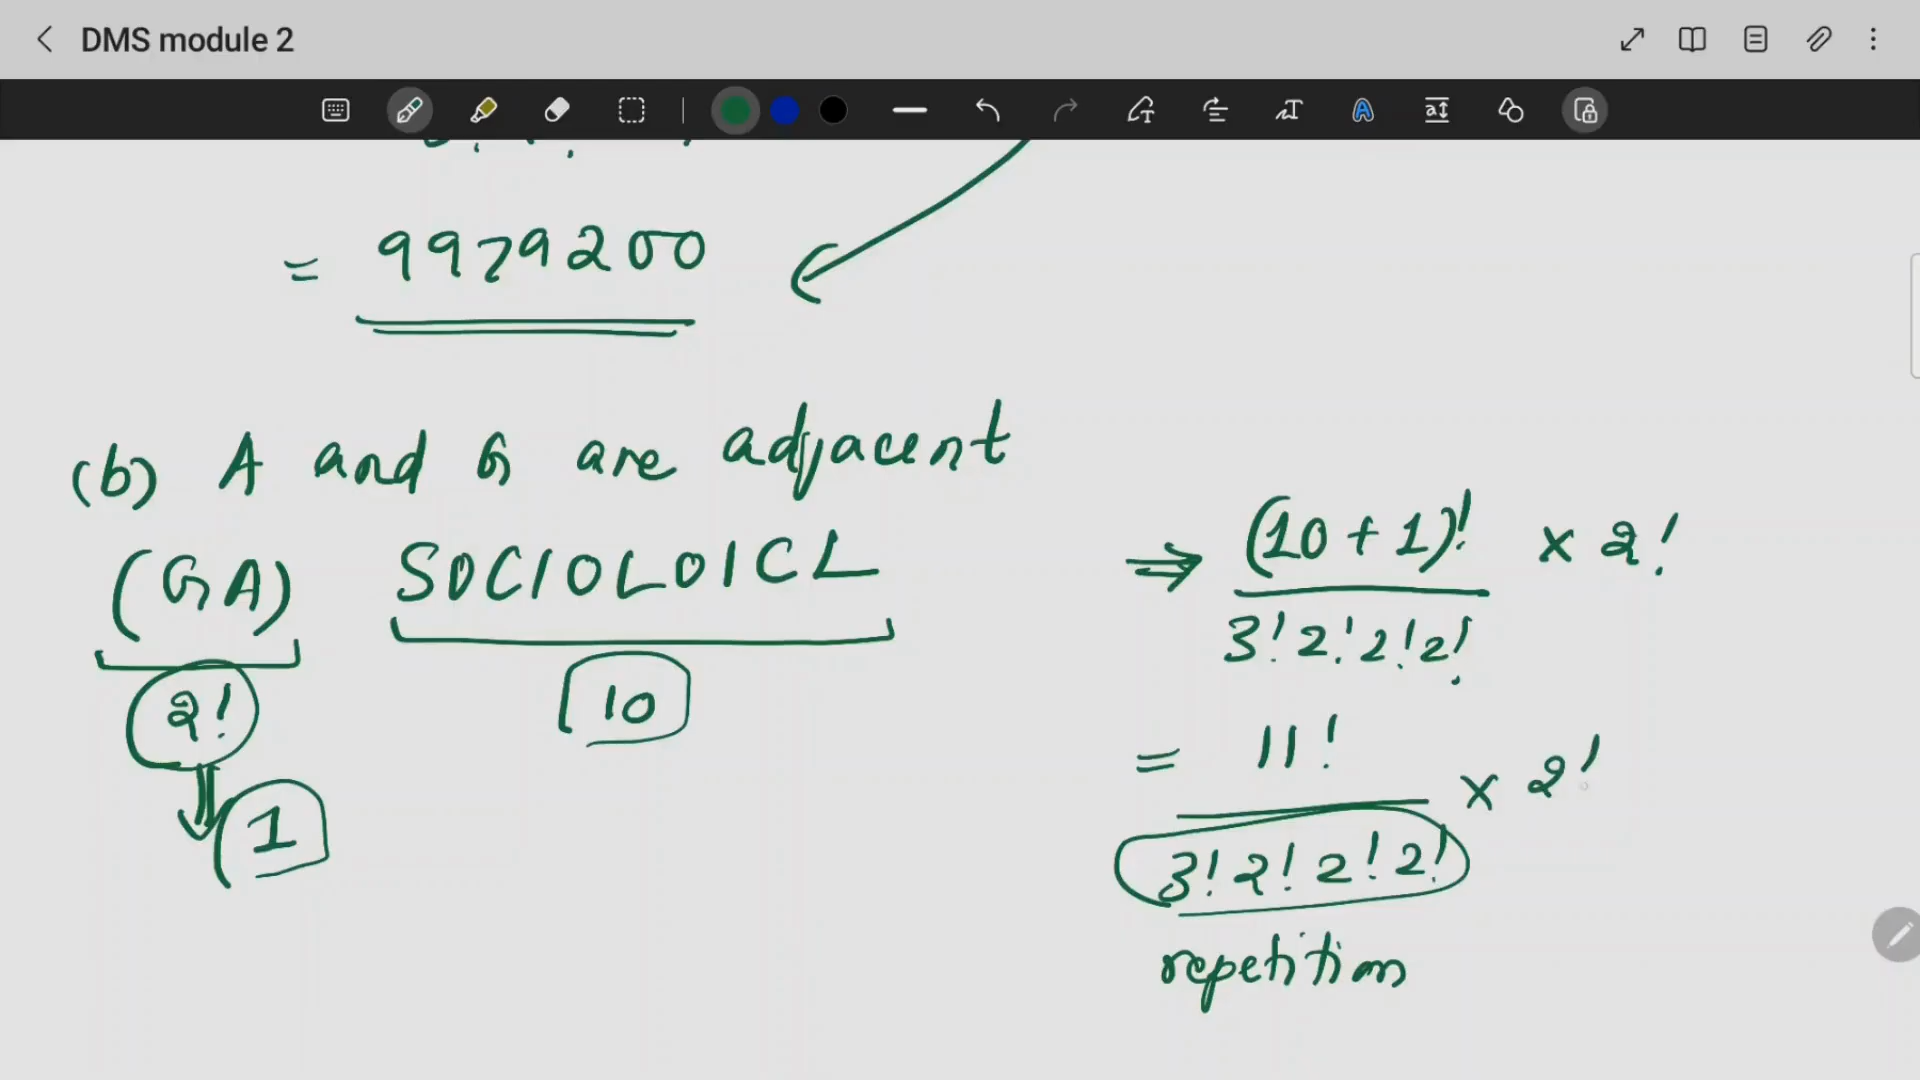 DMS module 2
= 9979200
(b) A and G are adjacent
(GA) SOCIOLOICL
2! 10
1
⇒ (10 + 1)! × 2!
3! 2! 2! 2!
= 11! × 2!
3! 2! 2! 2!
repetition